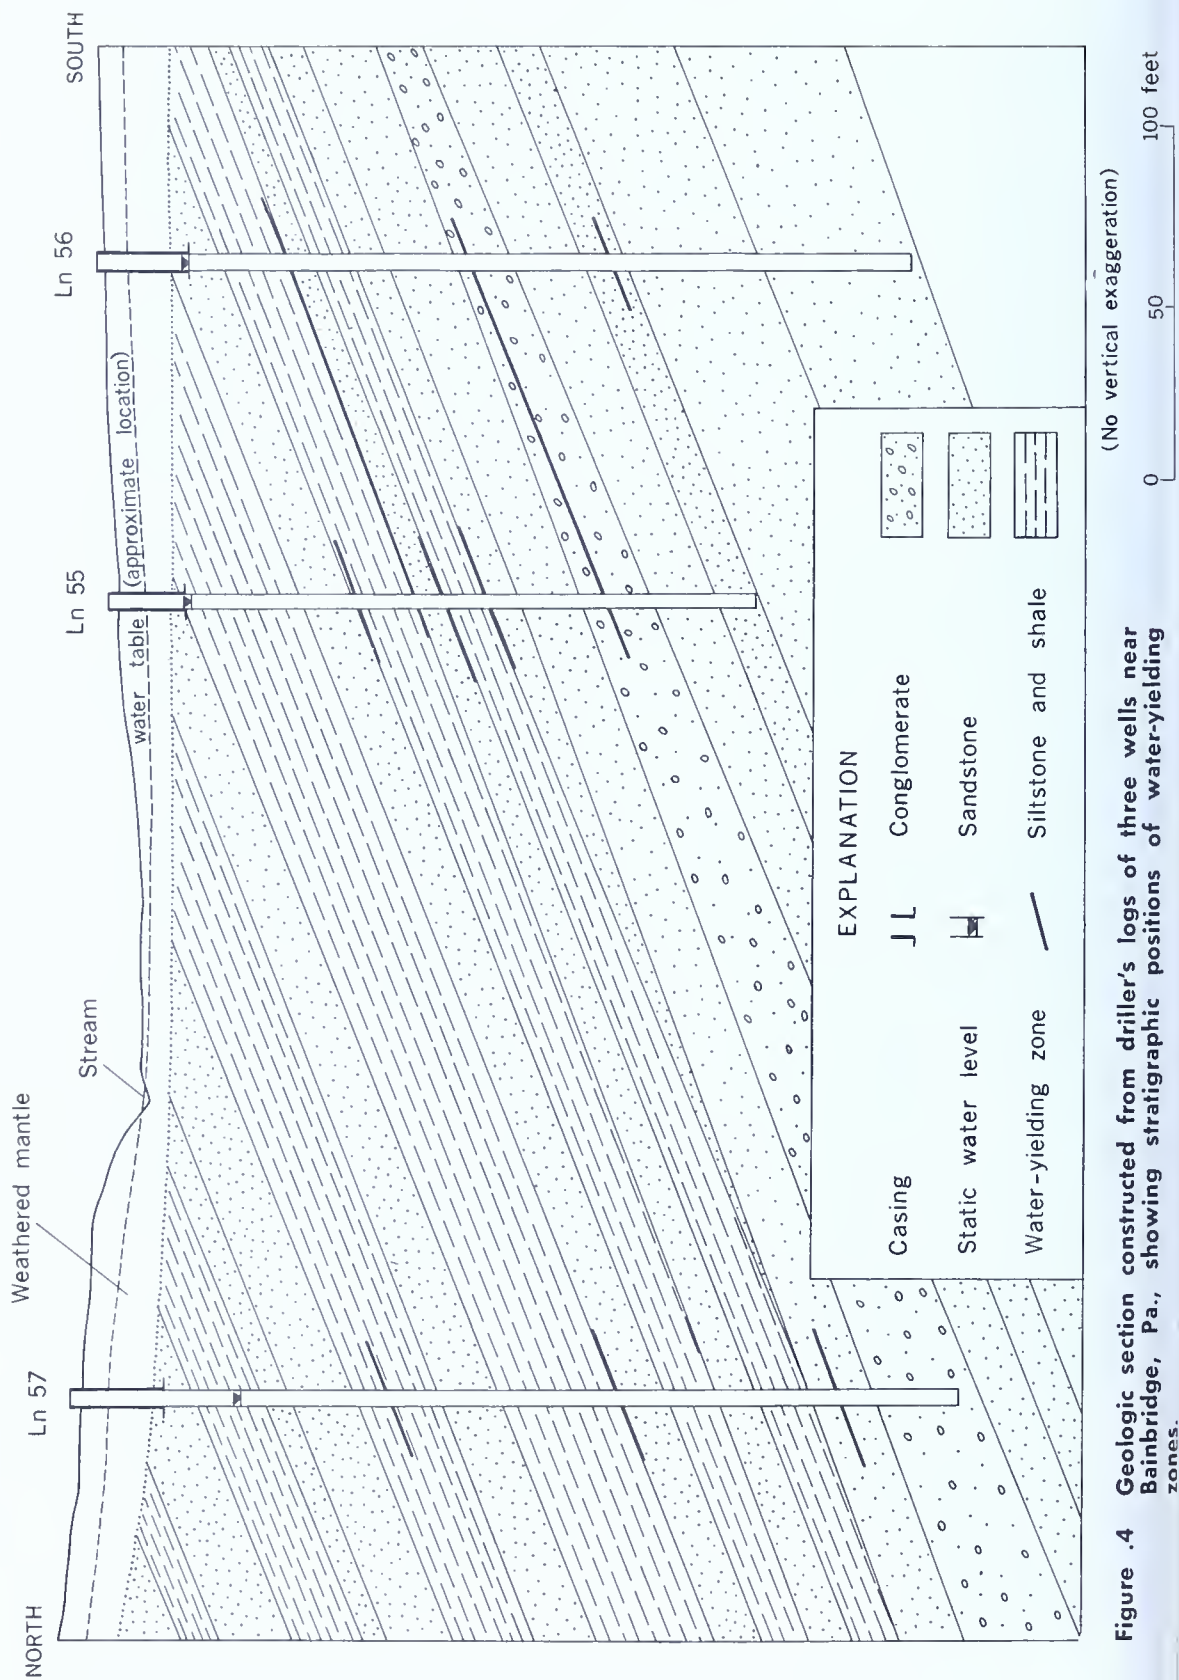 NORTH
SOUTH
Ln 57
Ln 55
Ln 56
Weathered mantle
Stream
water table (approximate location)
EXPLANATION
Casing
Conglomerate
Static water level
Sandstone
Water-yielding zone
Siltstone and shale
(No vertical exaggeration)
0 50 100 feet
Figure .4 Geologic section constructed from driller's logs of three wells near
Bainbridge, Pa., showing stratigraphic positions of water-yielding
zones.